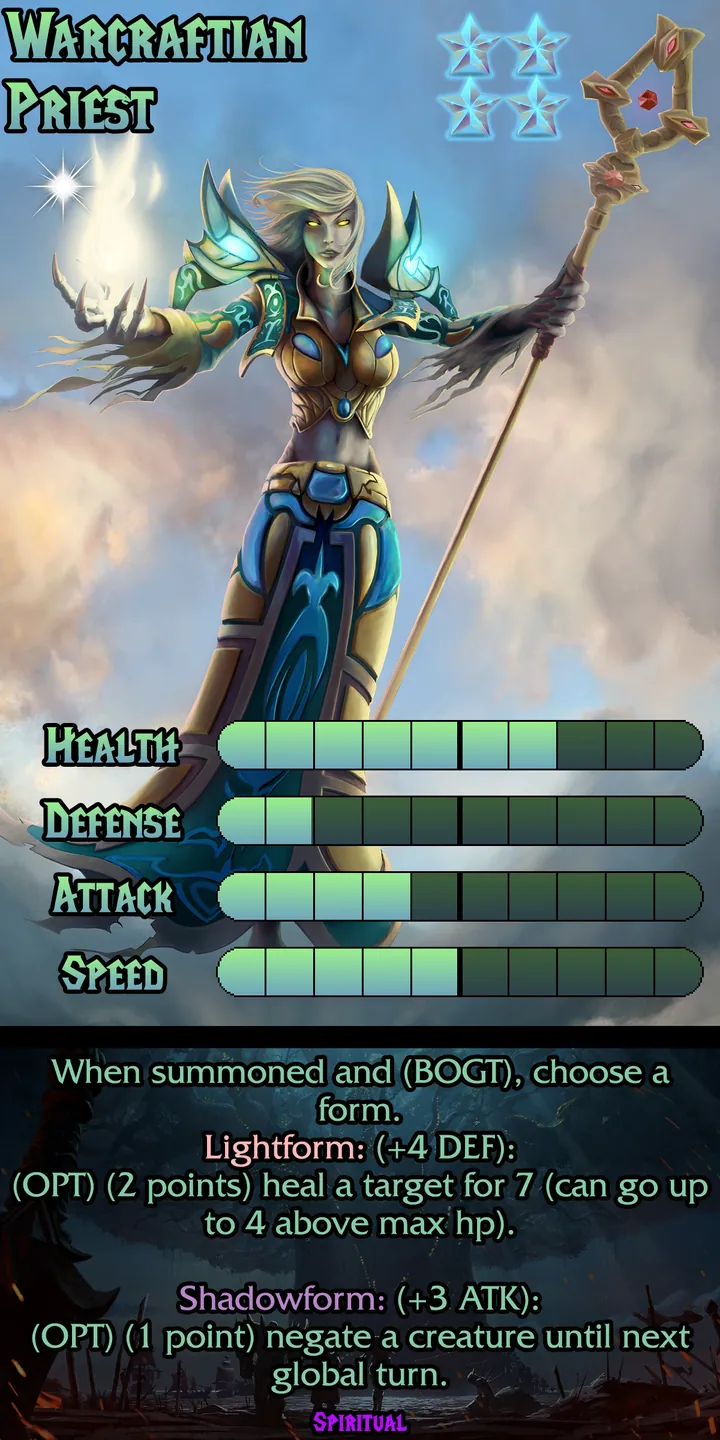 Warcraftian
Priest
Health
Defense
Attack
Speed
When summoned and (BOGT), choose a
form.
Lightform: (+4 DEF):
(OPT) (2 points) heal a target for 7 (can go up
to 4 above max hp).
Shadowform: (+3 ATK):
(OPT) (1 point) negate a creature until next
global turn.
Spiritual